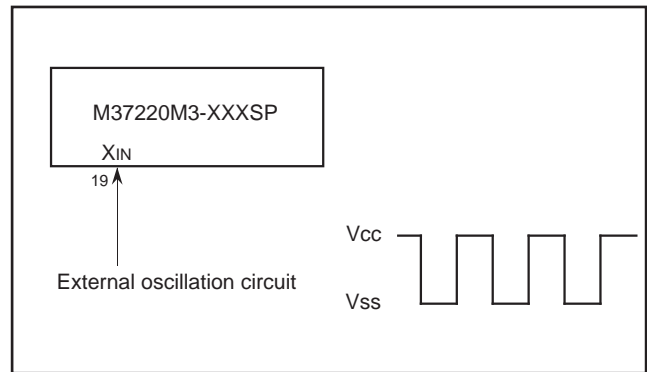 M37220M3-XXXSP
XIN
19
External oscillation circuit
Vcc
Vss